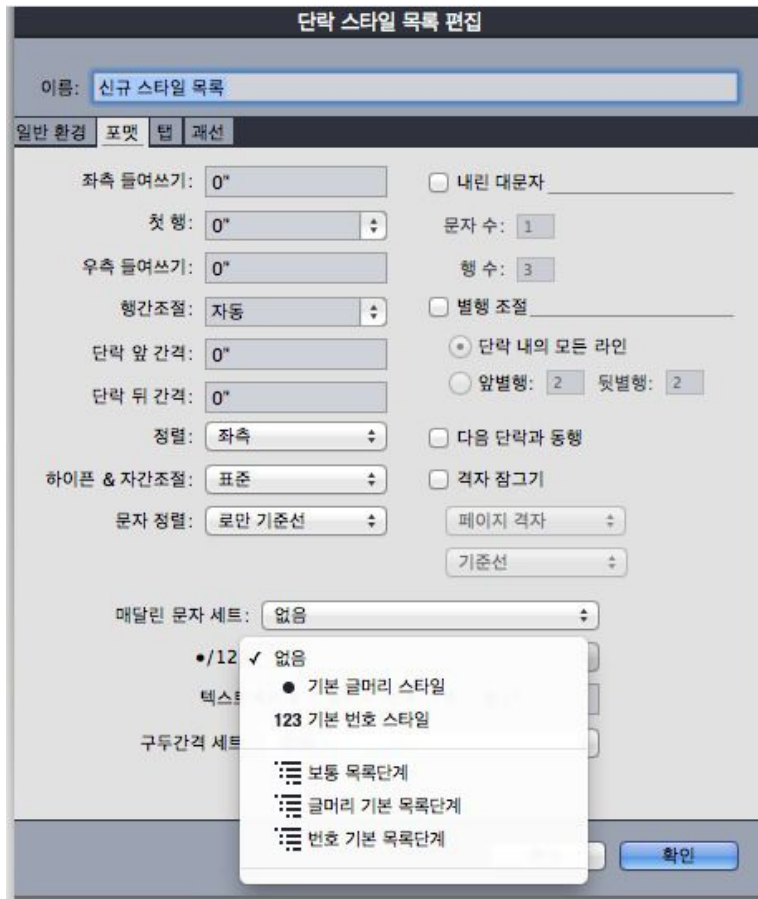 단락 스타일 목록 편집
이름: 신규 스타일 목록
일반 환경 포맷 탭 괘선
좌측 들여쓰기: 0"
첫 행: 0"
우측 들여쓰기: 0"
행간조절: 자동
단락 앞 간격: 0"
단락 뒤 간격: 0"
정렬: 좌측
하이픈 & 자간조절: 표준
문자 정렬: 로만 기준선
내린 대문자
문자 수: 1
행 수: 3
별행 조절
단락 내의 모든 라인
앞별행: 2 뒷별행: 2
다음 단락과 동행
격자 잠그기
페이지 격자
기준선
매달린 문자 세트: 없음
●/12 ✓ 없음
● 기본 글머리 스타일
텍스트
123 기본 번호 스타일
구두간격 세트
보통 목록단계
글머리 기본 목록단계
번호 기본 목록단계
확인